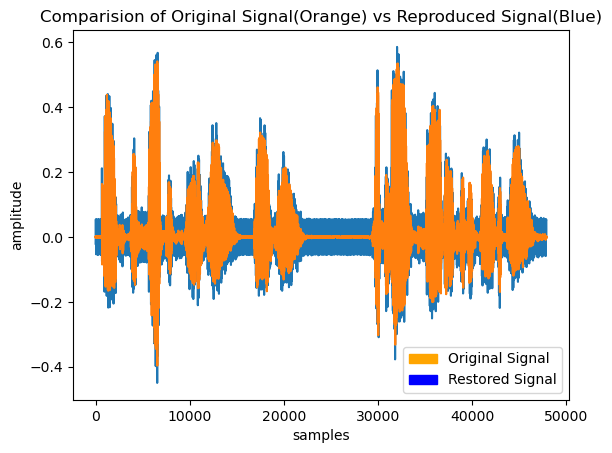 Comparision of Original Signal(Orange) vs Reproduced Signal(Blue)
0.6
0.4
0.2
0.0
−0.2
−0.4
amplitude
Original Signal
Restored Signal
0 10000 20000 30000 40000 50000
samples